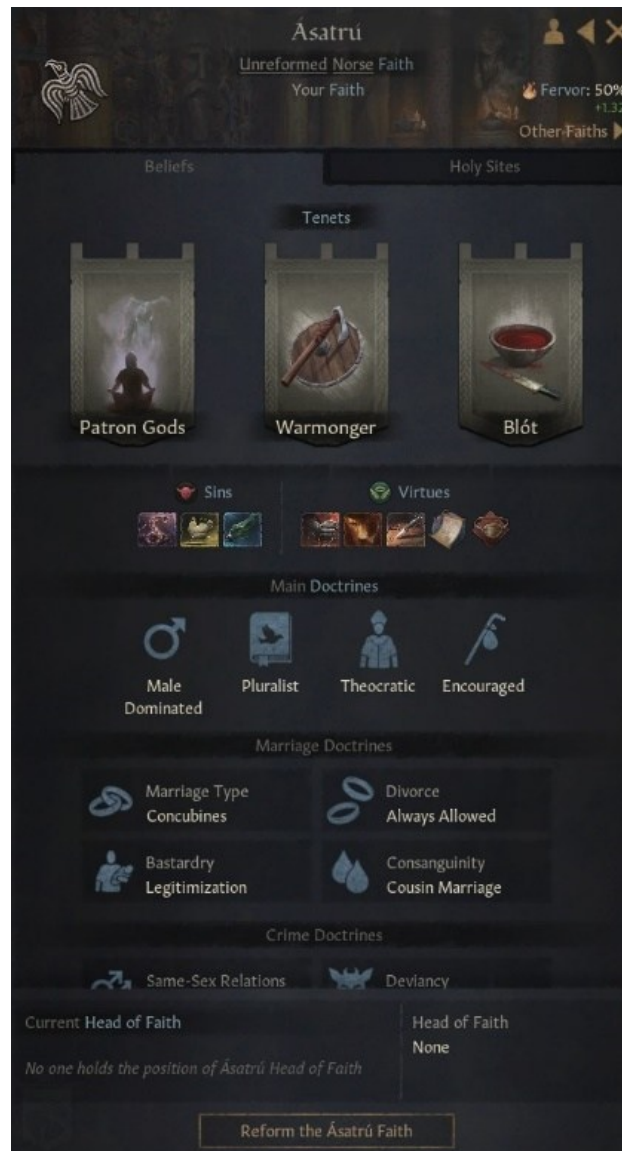 Ásatrú
Unreformed Norse Faith
Your Faith
Fervor: 50%
+1.32
Other Faiths
Beliefs
Holy Sites
Tenets
Patron Gods
Warmonger
Blót
Sins
Virtues
Main Doctrines
Male
Dominated
Pluralist
Theocratic
Encouraged
Marriage Doctrines
Marriage Type
Concubines
Divorce
Always Allowed
Bastardry
Legitimization
Consanguinity
Cousin Marriage
Crime Doctrines
Same-Sex Relations
Deviancy
Current Head of Faith
No one holds the position of Ásatrú Head of Faith
Head of Faith
None
Reform the Ásatrú Faith